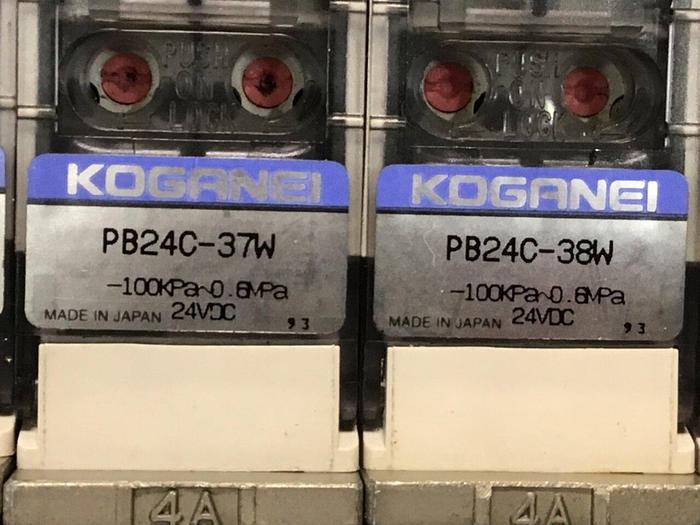 PUSH
ON
LOCK
KOGANEI
PB24C-37W
-100KPa~0.6MPa
MADE IN JAPAN 24VDC
93
4A
PUSH
ON
LOCK
KOGANEI
PB24C-38W
-100KPa~0.6MPa
MADE IN JAPAN 24VDC
93
4A